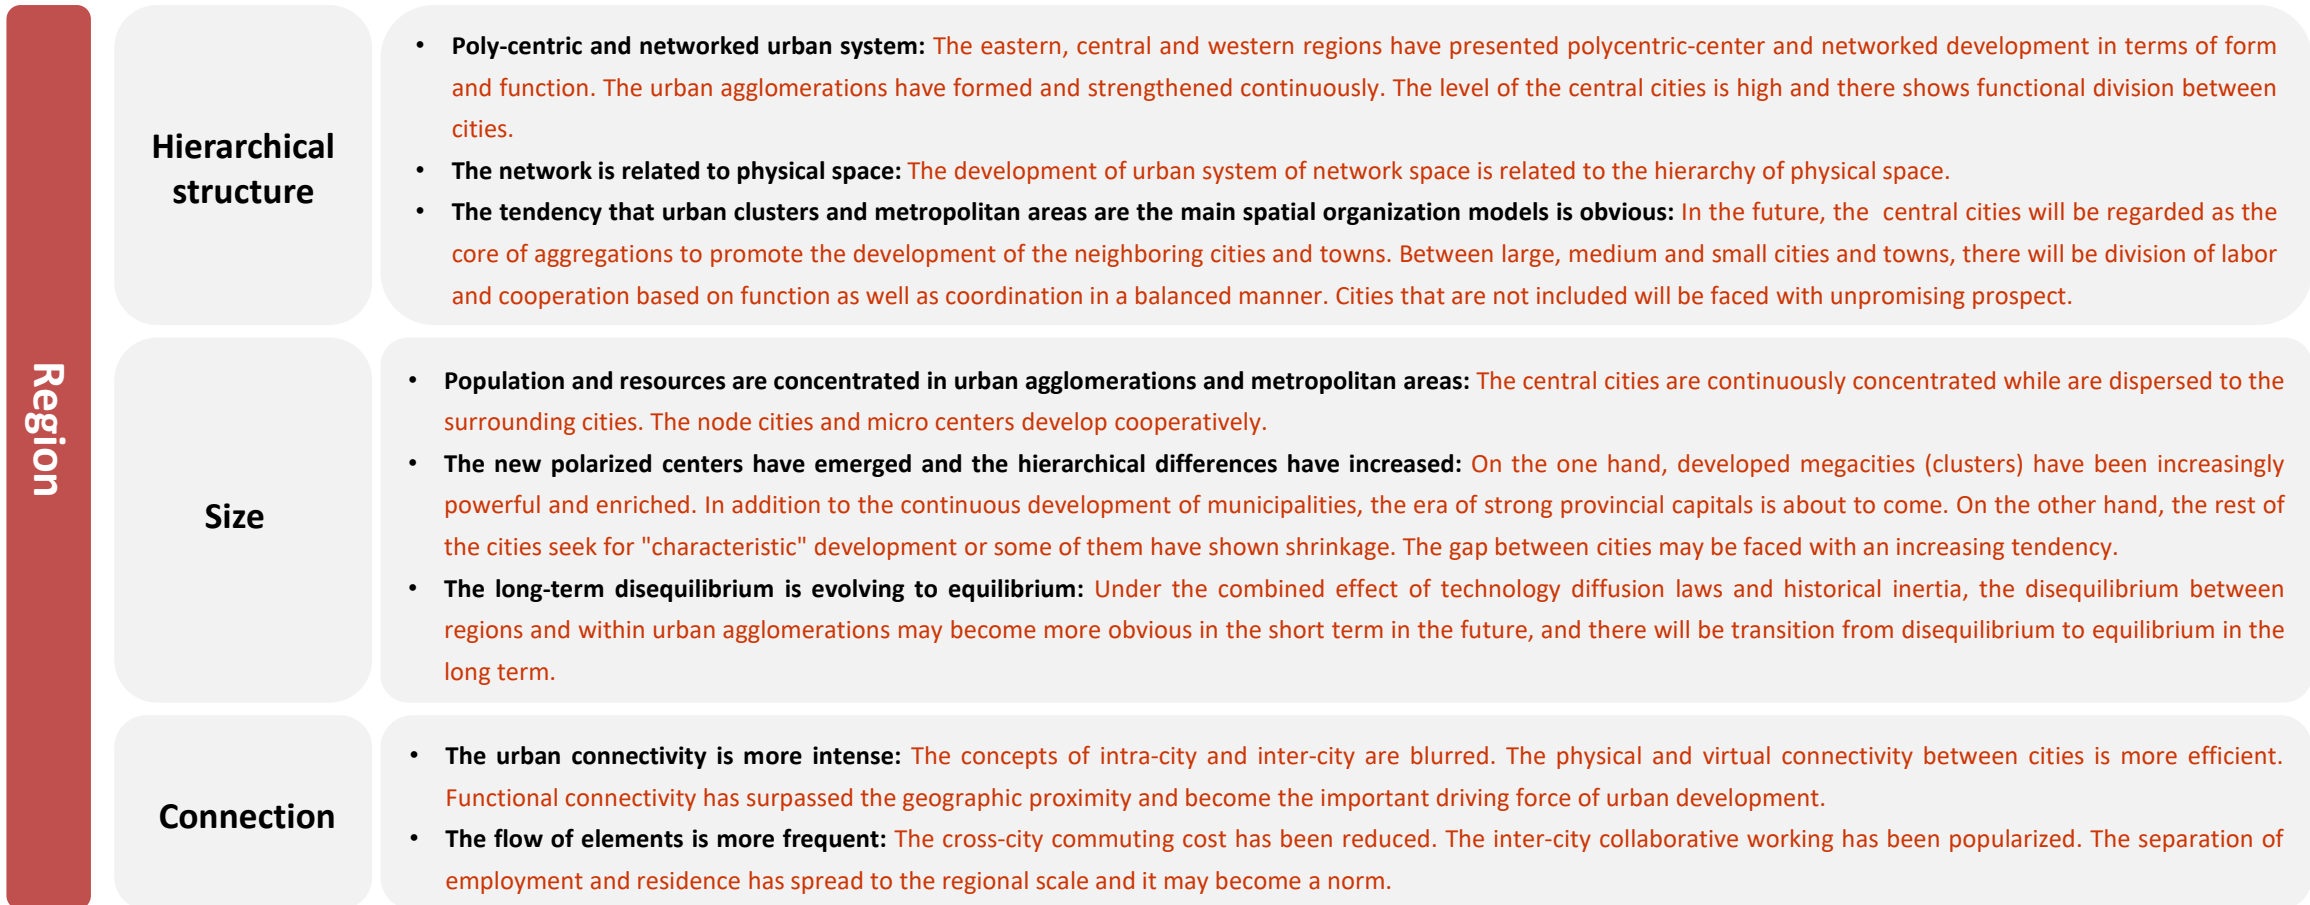 Region
Hierarchical
structure
• Poly-centric and networked urban system: The eastern, central and western regions have presented polycentric-center and networked development in terms of form
and function. The urban agglomerations have formed and strengthened continuously. The level of the central cities is high and there shows functional division between
cities.
• The network is related to physical space: The development of urban system of network space is related to the hierarchy of physical space.
• The tendency that urban clusters and metropolitan areas are the main spatial organization models is obvious: In the future, the central cities will be regarded as the
core of aggregations to promote the development of the neighboring cities and towns. Between large, medium and small cities and towns, there will be division of labor
and cooperation based on function as well as coordination in a balanced manner. Cities that are not included will be faced with unpromising prospect.
Size
• Population and resources are concentrated in urban agglomerations and metropolitan areas: The central cities are continuously concentrated while are dispersed to the
surrounding cities. The node cities and micro centers develop cooperatively.
• The new polarized centers have emerged and the hierarchical differences have increased: On the one hand, developed megacities (clusters) have been increasingly
powerful and enriched. In addition to the continuous development of municipalities, the era of strong provincial capitals is about to come. On the other hand, the rest of
the cities seek for "characteristic" development or some of them have shown shrinkage. The gap between cities may be faced with an increasing tendency.
• The long-term disequilibrium is evolving to equilibrium: Under the combined effect of technology diffusion laws and historical inertia, the disequilibrium between
regions and within urban agglomerations may become more obvious in the short term in the future, and there will be transition from disequilibrium to equilibrium in the
long term.
Connection
• The urban connectivity is more intense: The concepts of intra-city and inter-city are blurred. The physical and virtual connectivity between cities is more efficient.
Functional connectivity has surpassed the geographic proximity and become the important driving force of urban development.
• The flow of elements is more frequent: The cross-city commuting cost has been reduced. The inter-city collaborative working has been popularized. The separation of
employment and residence has spread to the regional scale and it may become a norm.